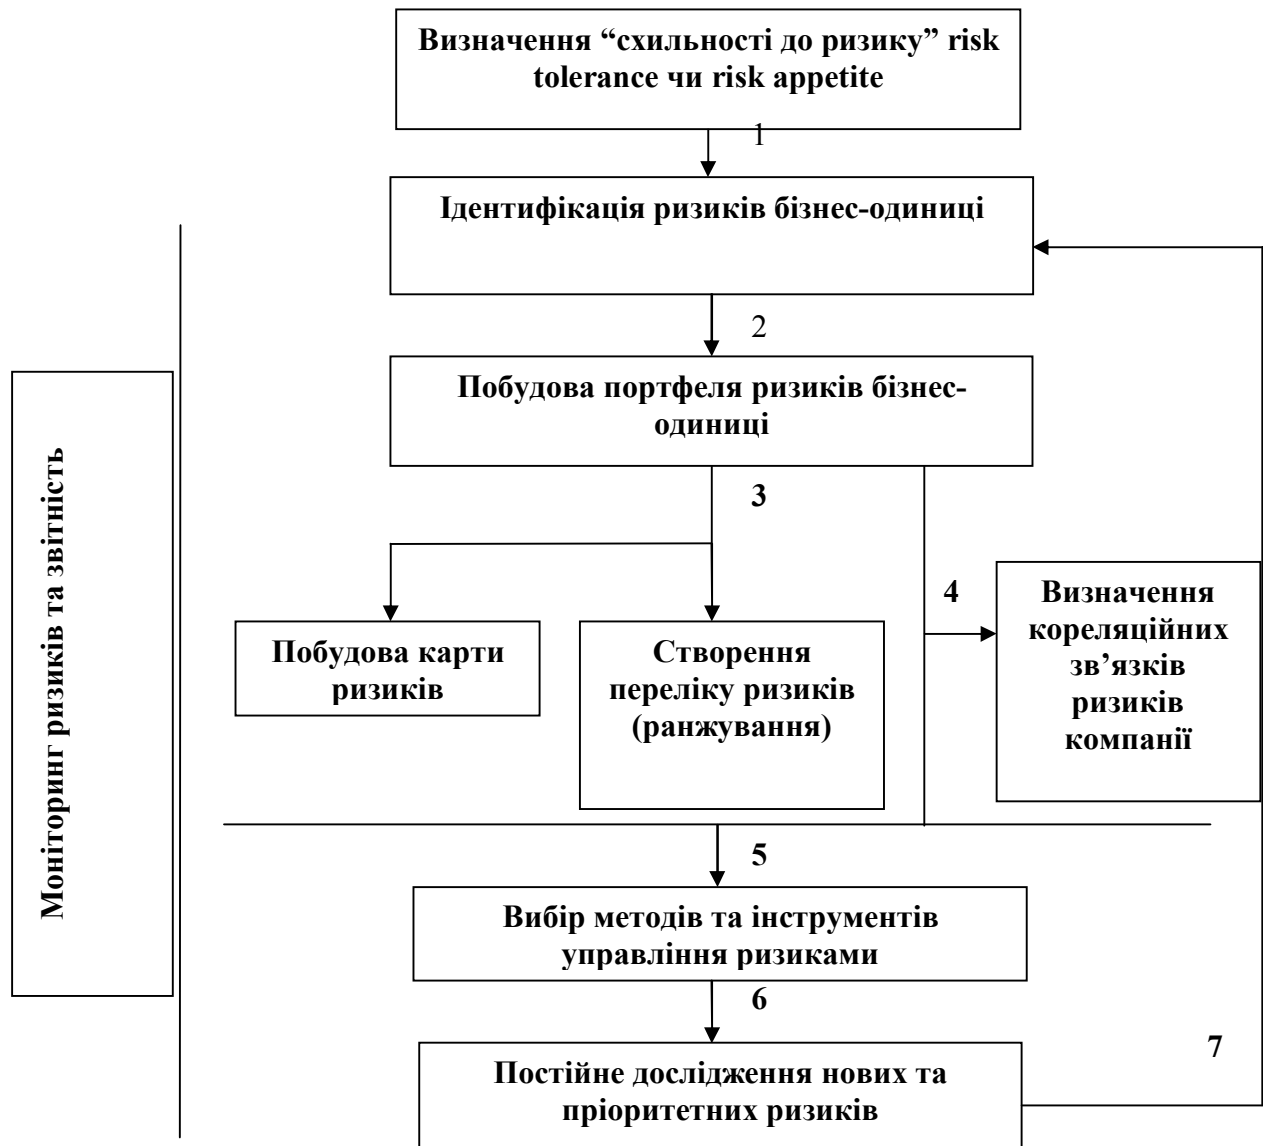 Визначення “схильності до ризику” risk
tolerance чи risk appetite
1
Ідентифікація ризиків бізнес-одиниці
2
Побудова портфеля ризиків бізнес-
одиниці
3
Моніторинг ризиків та звітність
4
Визначення
кореляційних
зв’язків
ризиків
компанії
Побудова карти
ризиків
Створення
переліку ризиків
(ранжування)
5
Вибір методів та інструментів
управління ризиками
6
7
Постійне дослідження нових та
пріоритетних ризиків